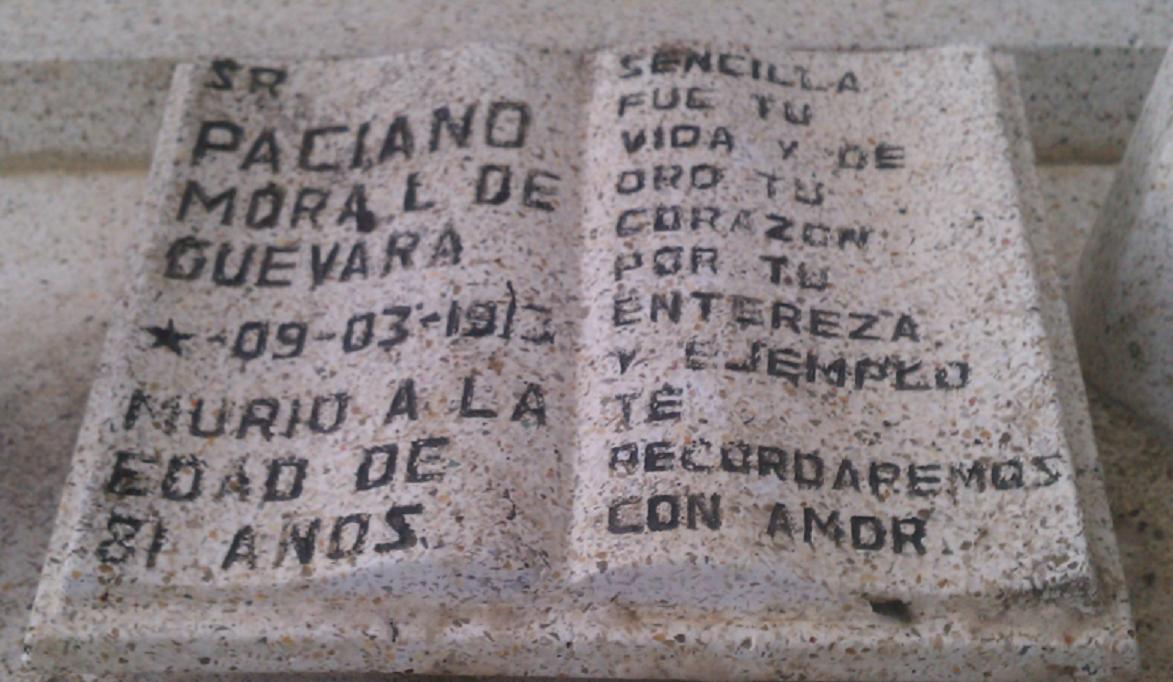 SR
PACIANO
MORAL DE
GUEVARA
★-09-03-
MURIO A LA
EDAD DE
81 ANOS.
SENCILLA
FUE TU
VIDA Y DE
ORO TU
CORAZON
POR TU
ENTEREZA
Y EJEMPLO
TE
RECORDAREMOS
CON AMOR.